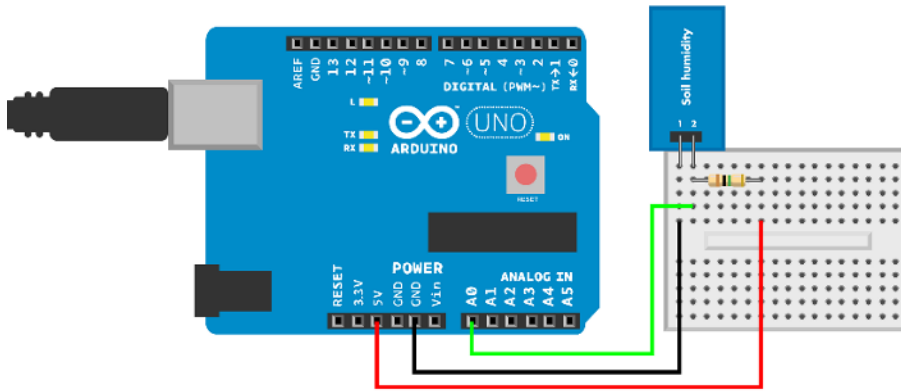 AREF
GND
13
12
~11
~10
~9
8
7
~6
~5
4
~3
2
TX→1
RX←0
DIGITAL (PWM~)
L
TX
RX
UNO
ON
ARDUINO
RESET
POWER
ANALOG IN
RESET
3.3V
5V
GND
GND
Vin
A0
A1
A2
A3
A4
A5
Soil humidity
1 2